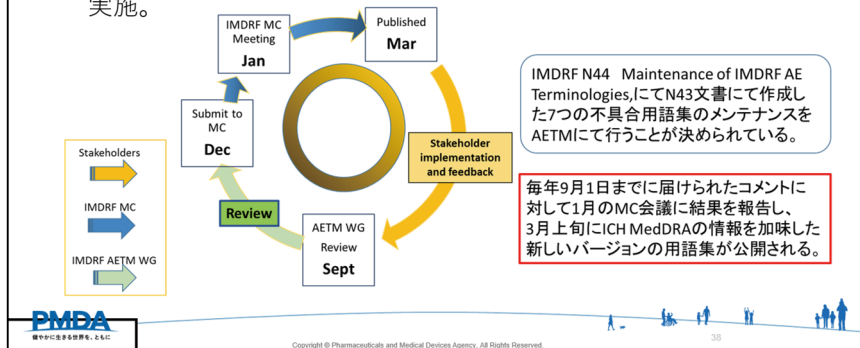 実施。
IMDRF MC
Meeting
Jan
Published
Mar
Submit to
MC
Dec
Stakeholder
implementation
and feedback
Review
AETM WG
Review
Sept
Stakeholders
IMDRF MC
IMDRF AETM WG
IMDRF N44 Maintenance of IMDRF AE
Terminologies,にてN43文書にて作成し
た7つの不具合用語集のメンテナンスを
AETMにて行うことが決められている。
毎年9月1日までに届けられたコメントに
対して1月のMC会議に結果を報告し、
3月上旬にICH MedDRAの情報を加味した
新しいバージョンの用語集が公開される。
PMDA
健やかに生きる世界を、ともに
Copyright © Pharmaceuticals and Medical Devices Agency, All Rights Reserved.
38